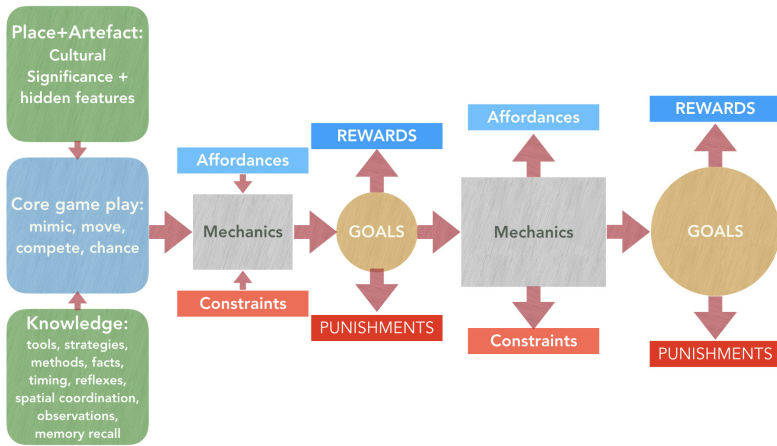 Place+Artefact:
Cultural
Significance +
hidden features
Core game play:
mimic, move,
compete, chance
Knowledge:
tools, strategies,
methods, facts,
timing, reflexes,
spatial coordination,
observations,
memory recall
Affordances
Mechanics
Constraints
REWARDS
GOALS
PUNISHMENTS
Affordances
Mechanics
Constraints
REWARDS
GOALS
PUNISHMENTS